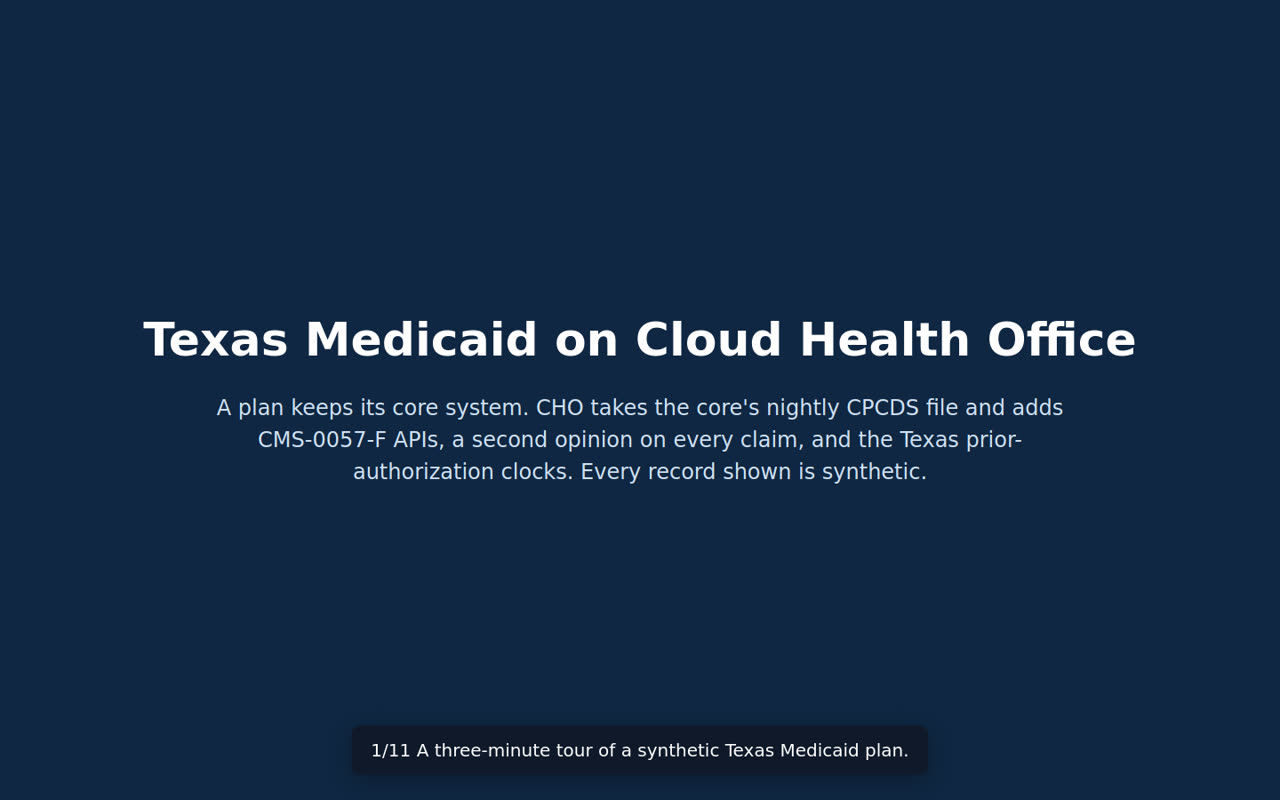 Texas Medicaid on Cloud Health Office
A plan keeps its core system. CHO takes the core's nightly CPCDS file and adds
CMS-0057-F APIs, a second opinion on every claim, and the Texas prior-
authorization clocks. Every record shown is synthetic.
1/11 A three-minute tour of a synthetic Texas Medicaid plan.